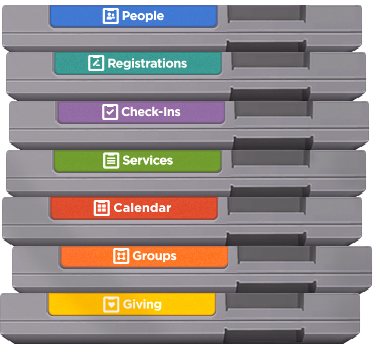 People
Registrations
Check-Ins
Services
Calendar
Groups
Giving